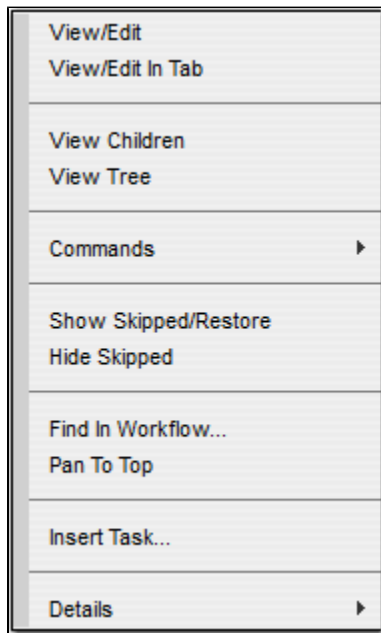 View/Edit
View/Edit In Tab
View Children
View Tree
Commands
Show Skipped/Restore
Hide Skipped
Find In Workflow...
Pan To Top
Insert Task...
Details